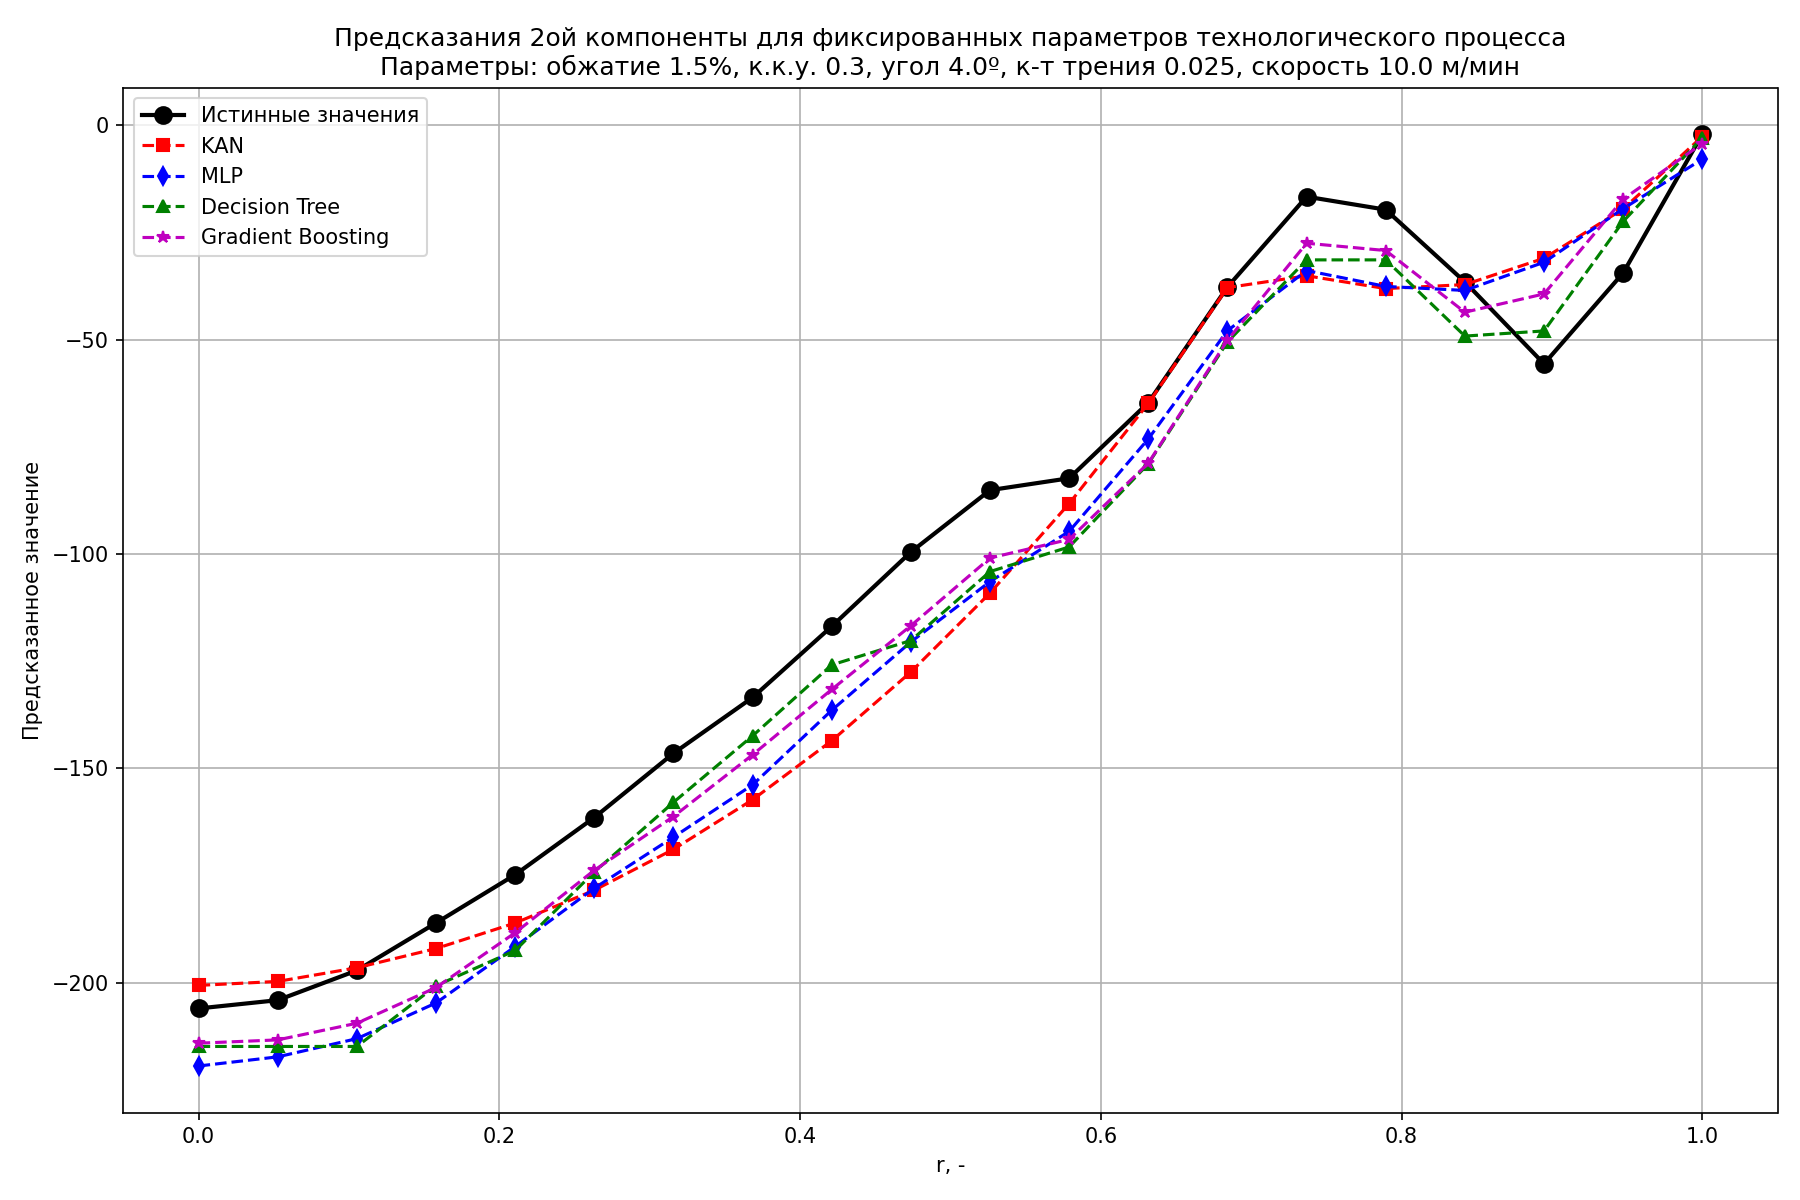 Предсказания 2ой компоненты для фиксированных параметров технологического процесса
Параметры: обжатие 1.5%, к.к.у. 0.3, угол 4.0º, к-т трения 0.025, скорость 10.0 м/мин
Истинные значения
KAN
MLP
Decision Tree
Gradient Boosting
Предсказанное значение
0
−50
−100
−150
−200
0.0
0.2
0.4
0.6
0.8
1.0
r, -